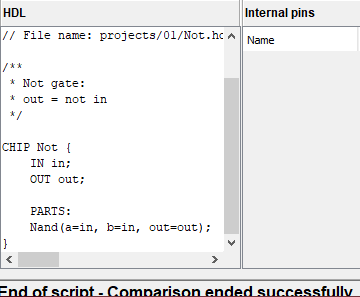 HDL
Internal pins
// File name: projects/01/Not.hd
Name
/**
* Not gate:
* out = not in
*/
CHIP Not {
IN in;
OUT out;
PARTS:
Nand(a=in, b=in, out=out);
}
End of script - Comparison ended successfully